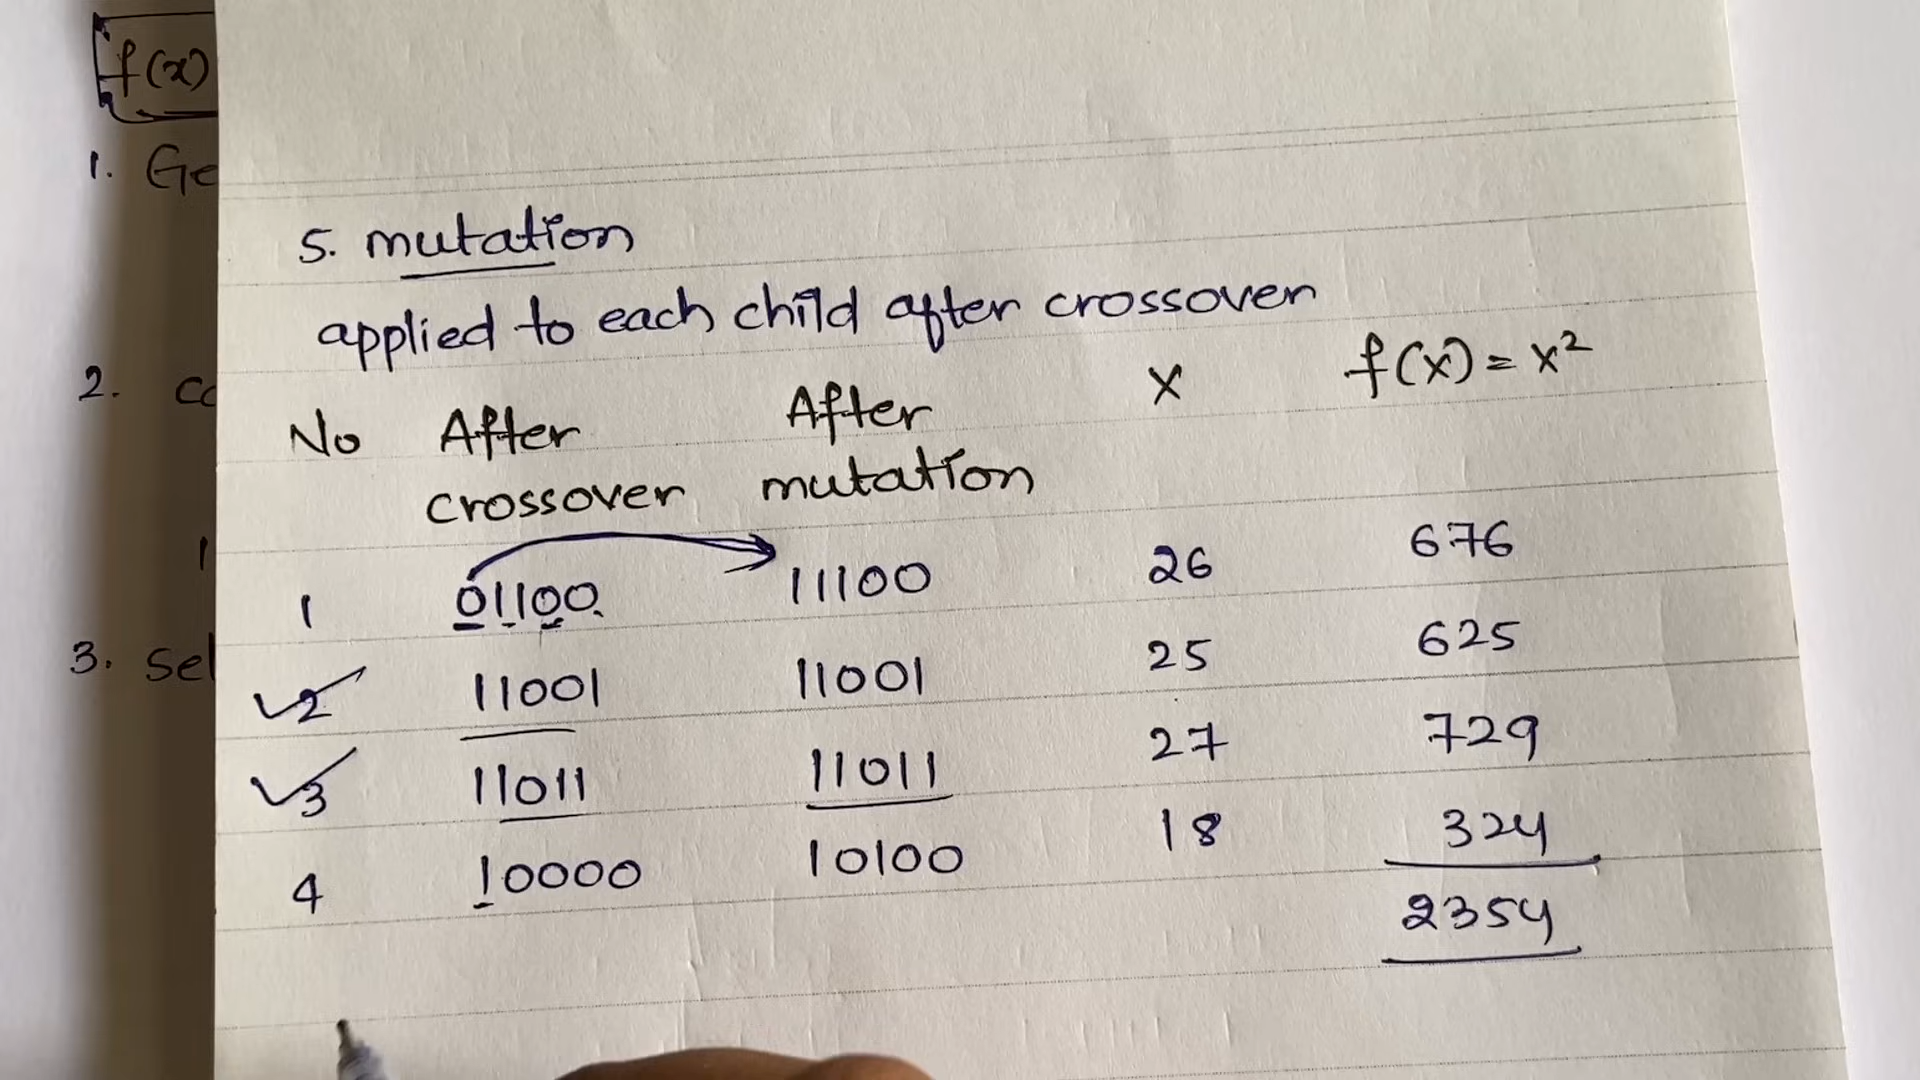 f(x)
1. Ge
2. Co
3. Sel
5. mutation
applied to each child after crossover
No After crossover After mutation X f(x) = x²
1 01100 11100 26 676
2 11001 11001 25 625
3 11011 11011 27 729
4 10000 10100 18 324
2354